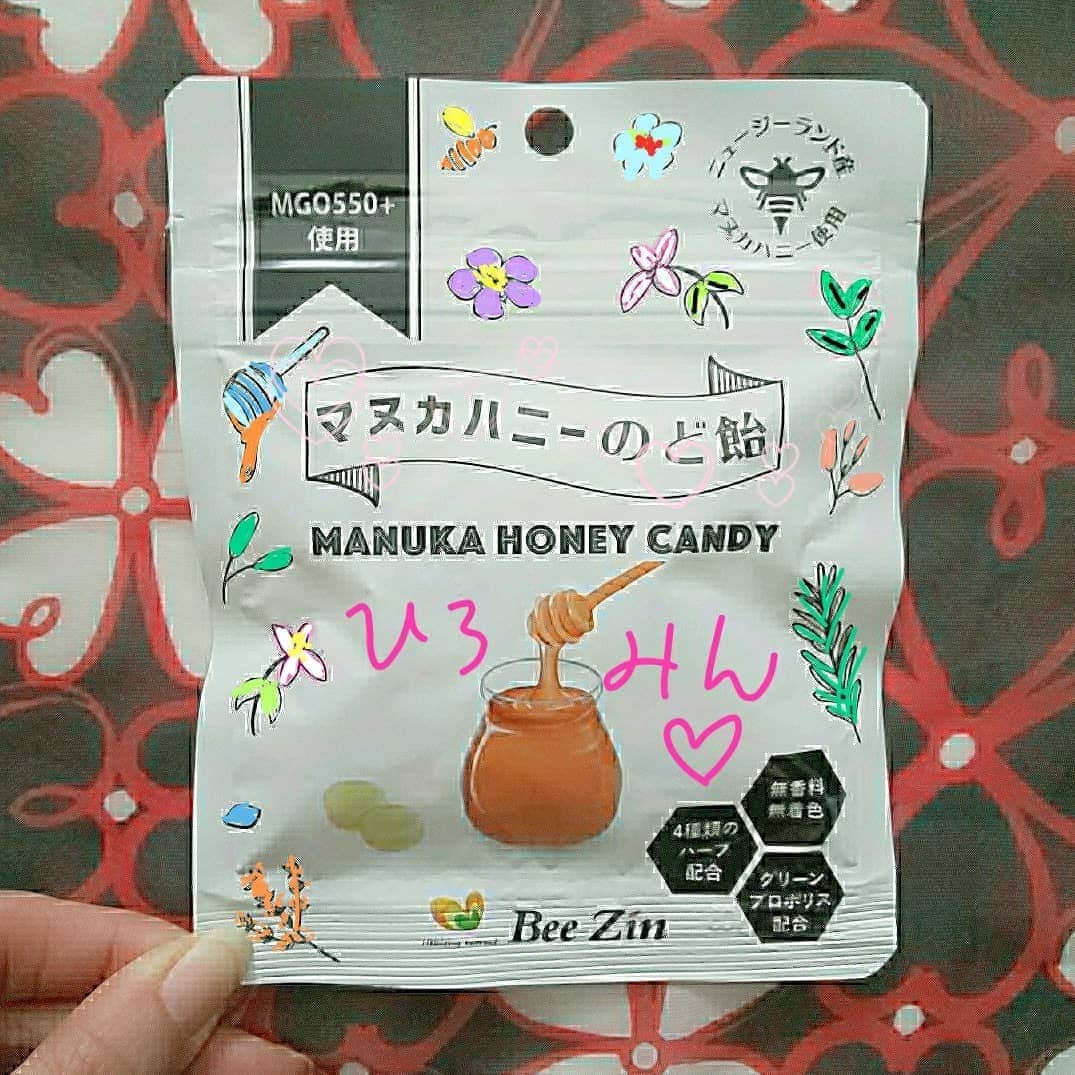 MGO550+
使用
ニュージーランド産
マヌカハニー使用
マヌカハニーのど飴
MANUKA HONEY CANDY
ひろ みん
無香料
無着色
4種類の
ハーブ
配合
グリーン
プロポリス
配合
Bee Zin